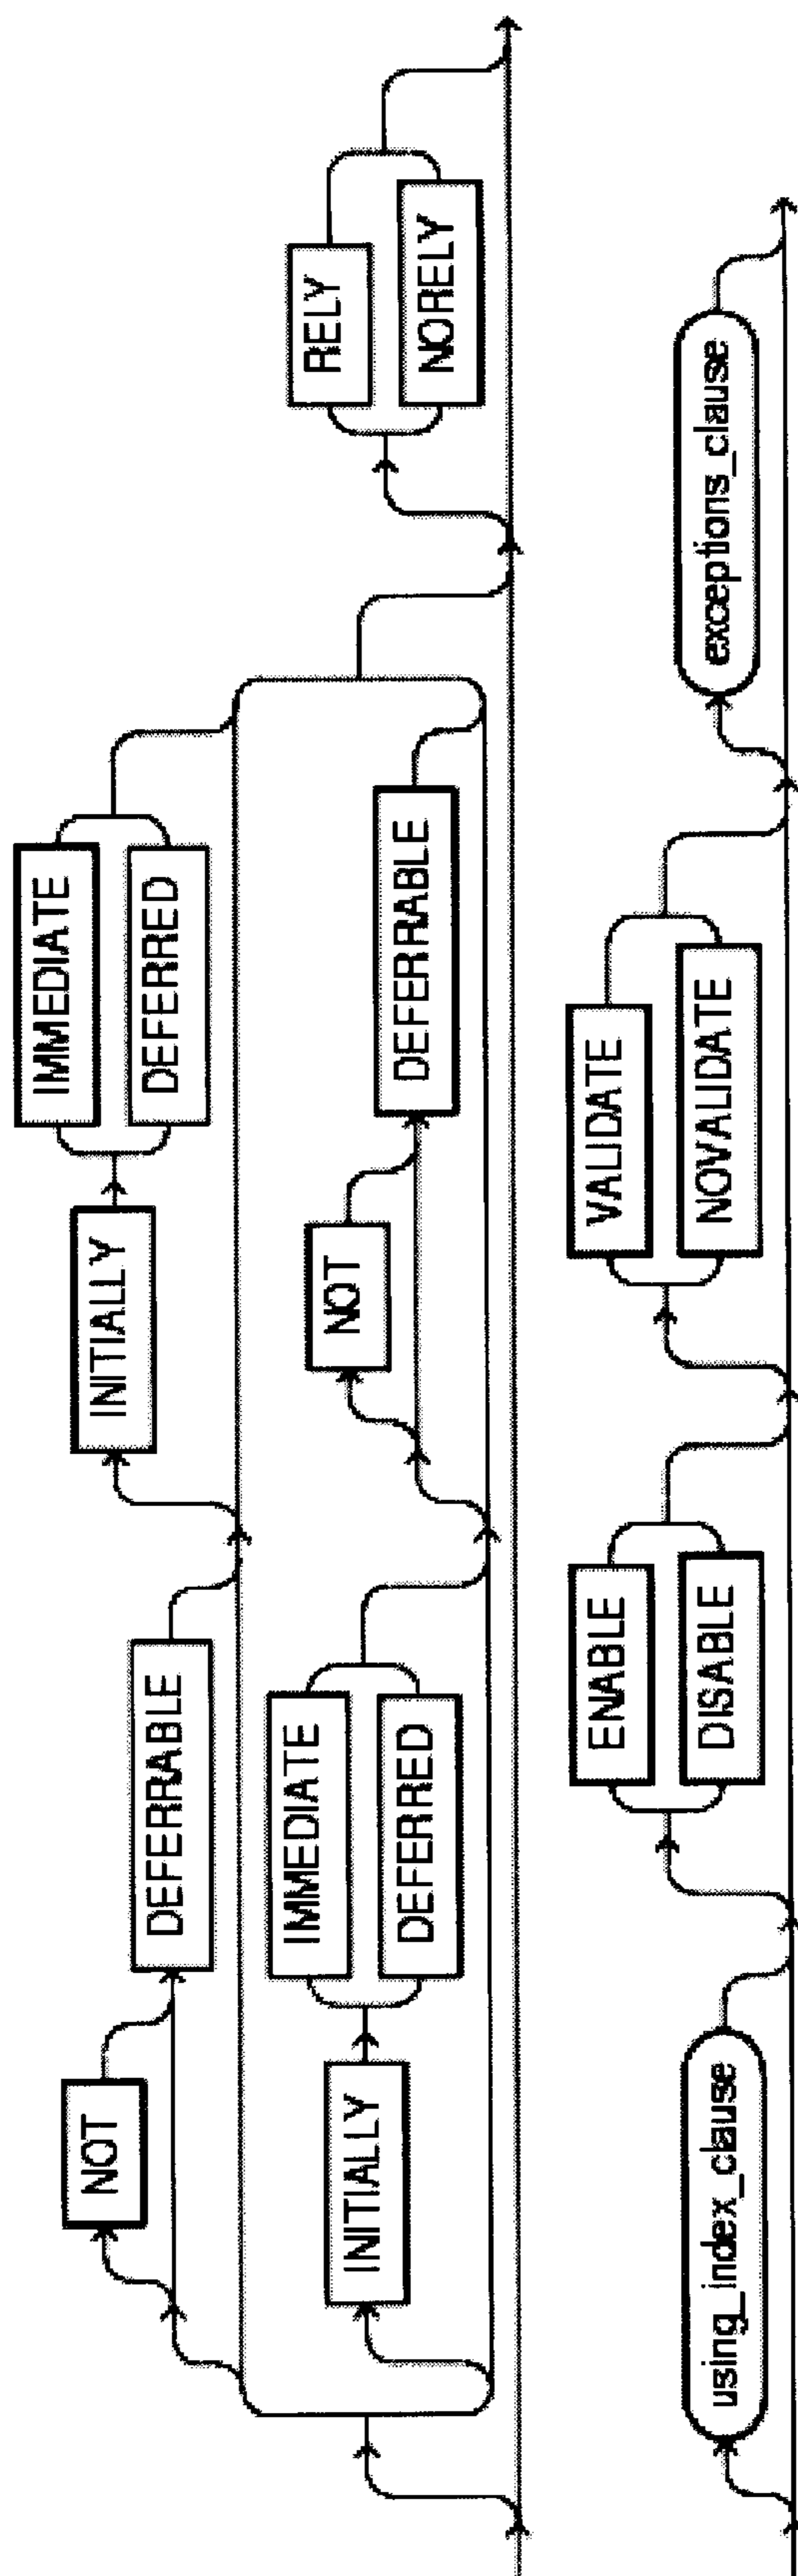 NOT
DEFERRABLE
INITIALLY
IMMEDIATE
DEFERRED
INITIALLY
IMMEDIATE
DEFERRED
NOT
DEFERRABLE
RELY
NORELY
using_index_clause
ENABLE
DISABLE
VALIDATE
NOVALIDATE
exceptions_clause